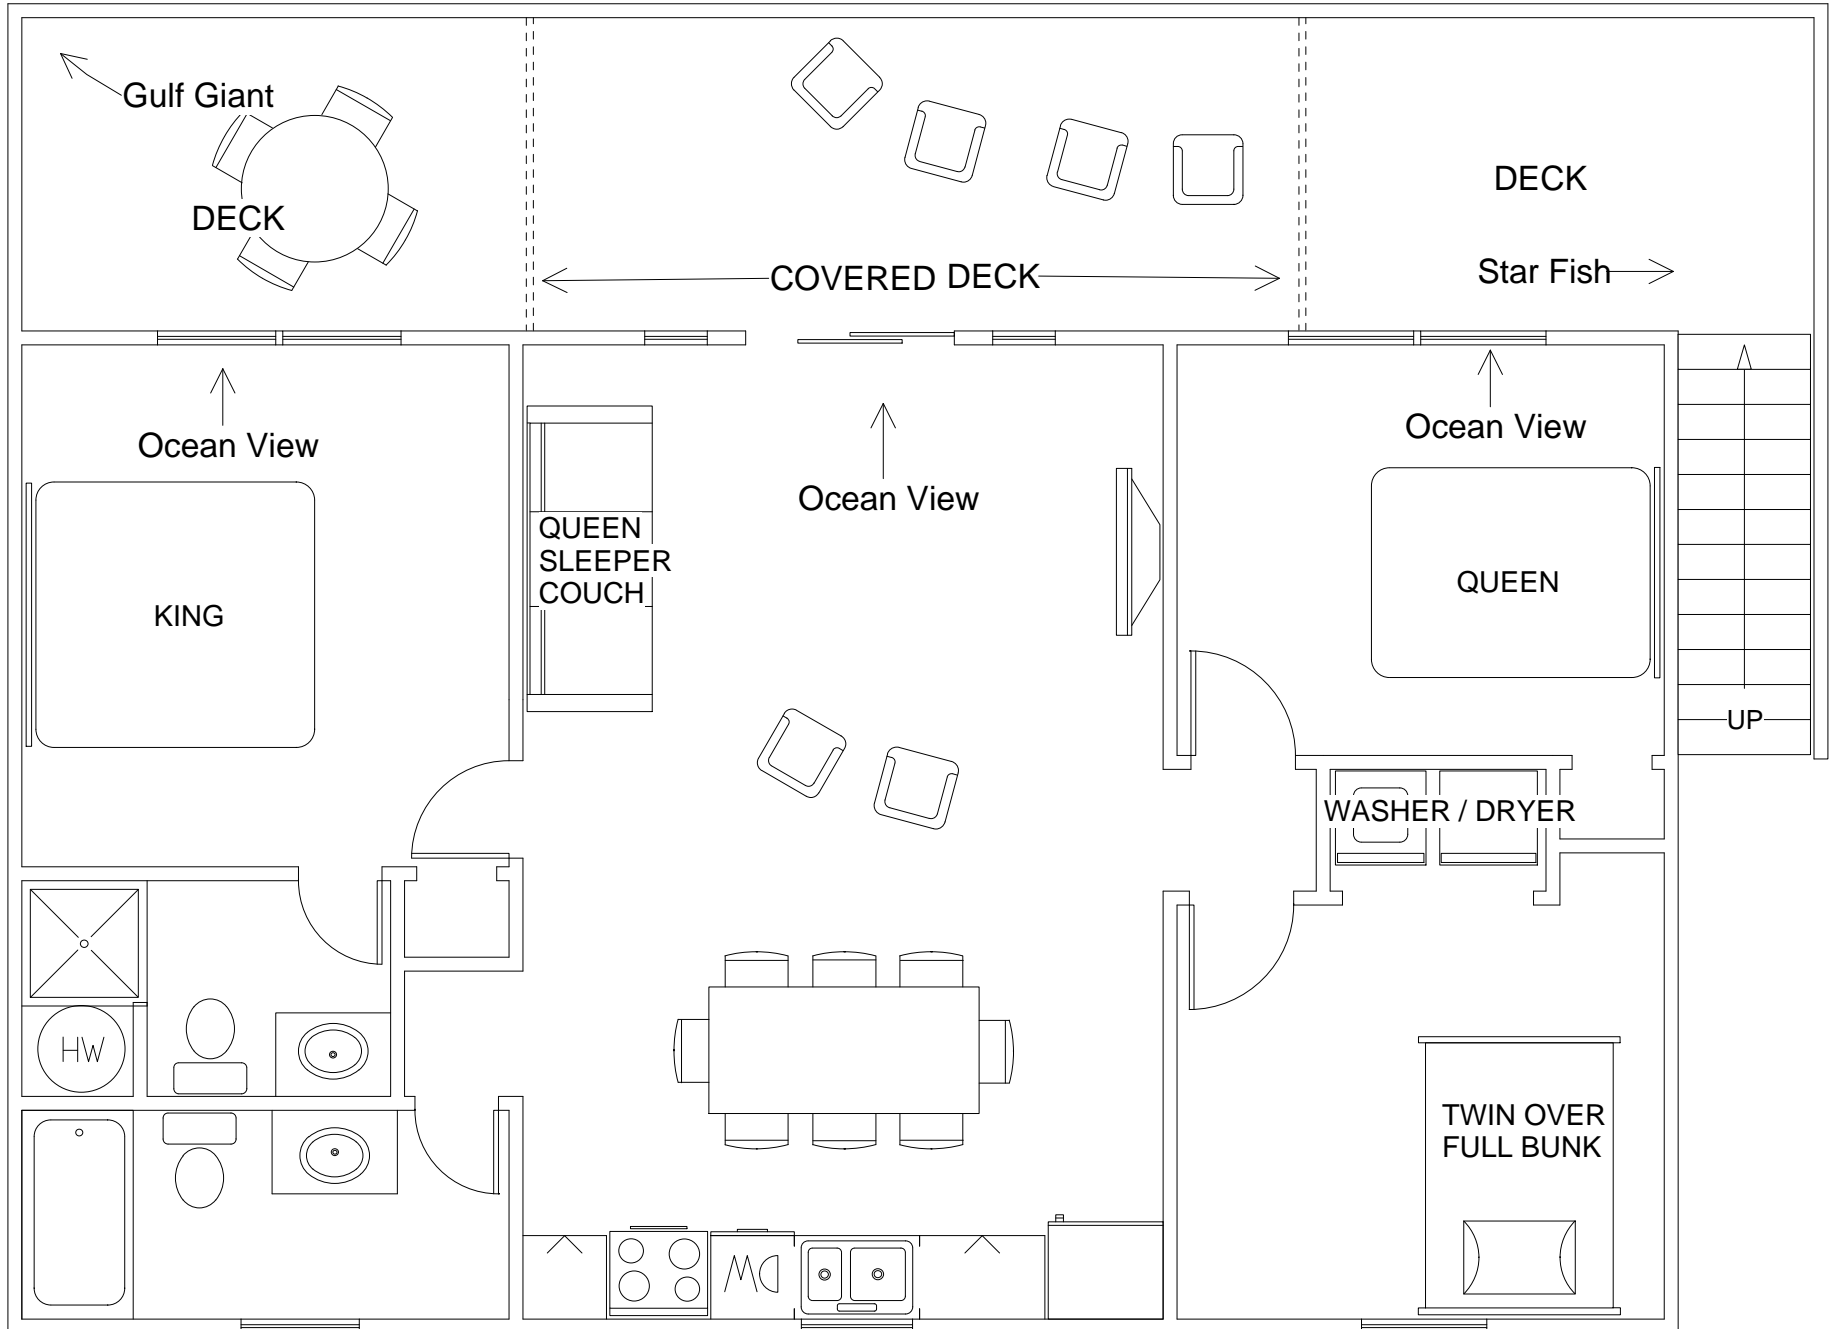 Gulf Giant
DECK
DECK
COVERED DECK
Star Fish
Ocean View
Ocean View
Ocean View
QUEEN
SLEEPER
COUCH
KING
QUEEN
UP
WASHER / DRYER
HW
TWIN OVER
FULL BUNK
DW